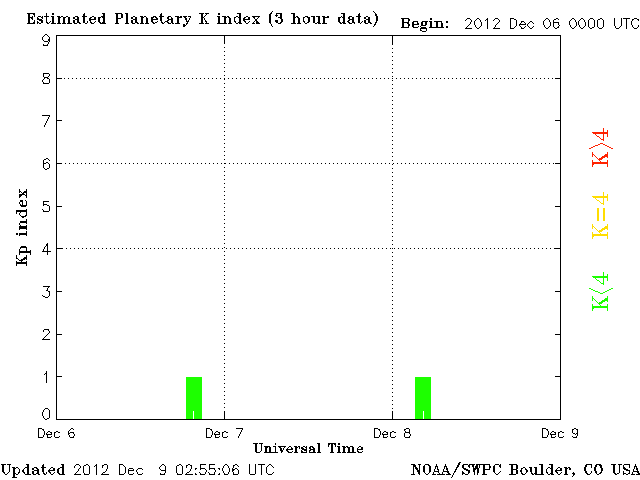 Estimated Planetary K index (3 hour data) Begin: 2012 Dec 06 0000 UTC
9
8
7
6
5
4
3
2
1
0
Kp index
K>4
K=4
K<4
Dec 6 Dec 7 Dec 8 Dec 9
Universal Time
Updated 2012 Dec 9 02:55:06 UTC NOAA/SWPC Boulder, CO USA